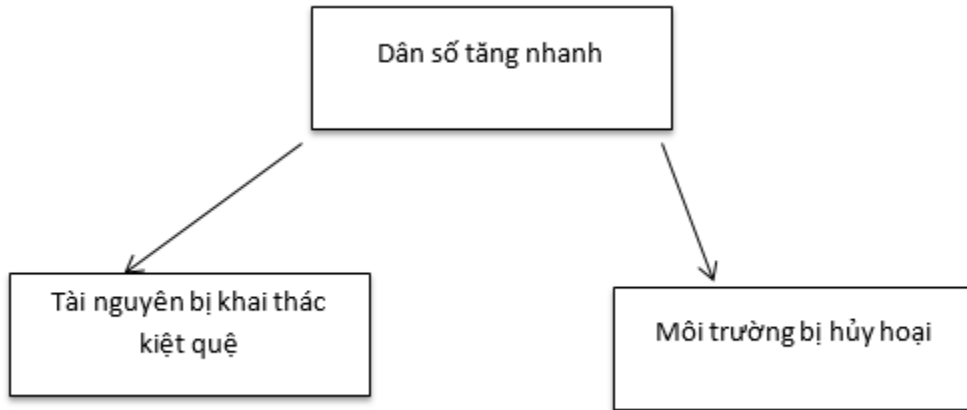 Dân số tăng nhanh
Tài nguyên bị khai thác
kiệt quệ
Môi trường bị hủy hoại